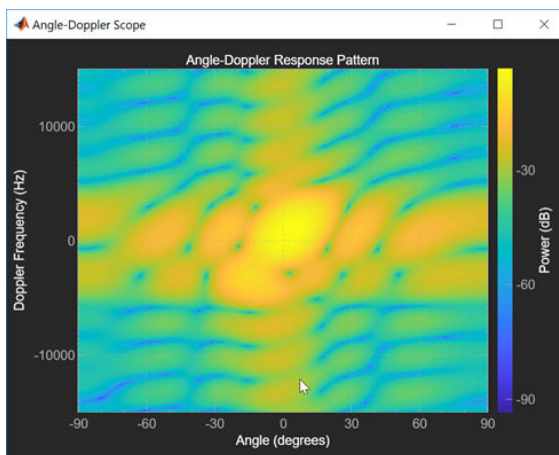 Angle-Doppler Scope
Angle-Doppler Response Pattern
10000
0
-10000
Doppler Frequency (Hz)
-90
-60
-30
0
30
60
90
Angle (degrees)
-30
-60
-90
Power (dB)